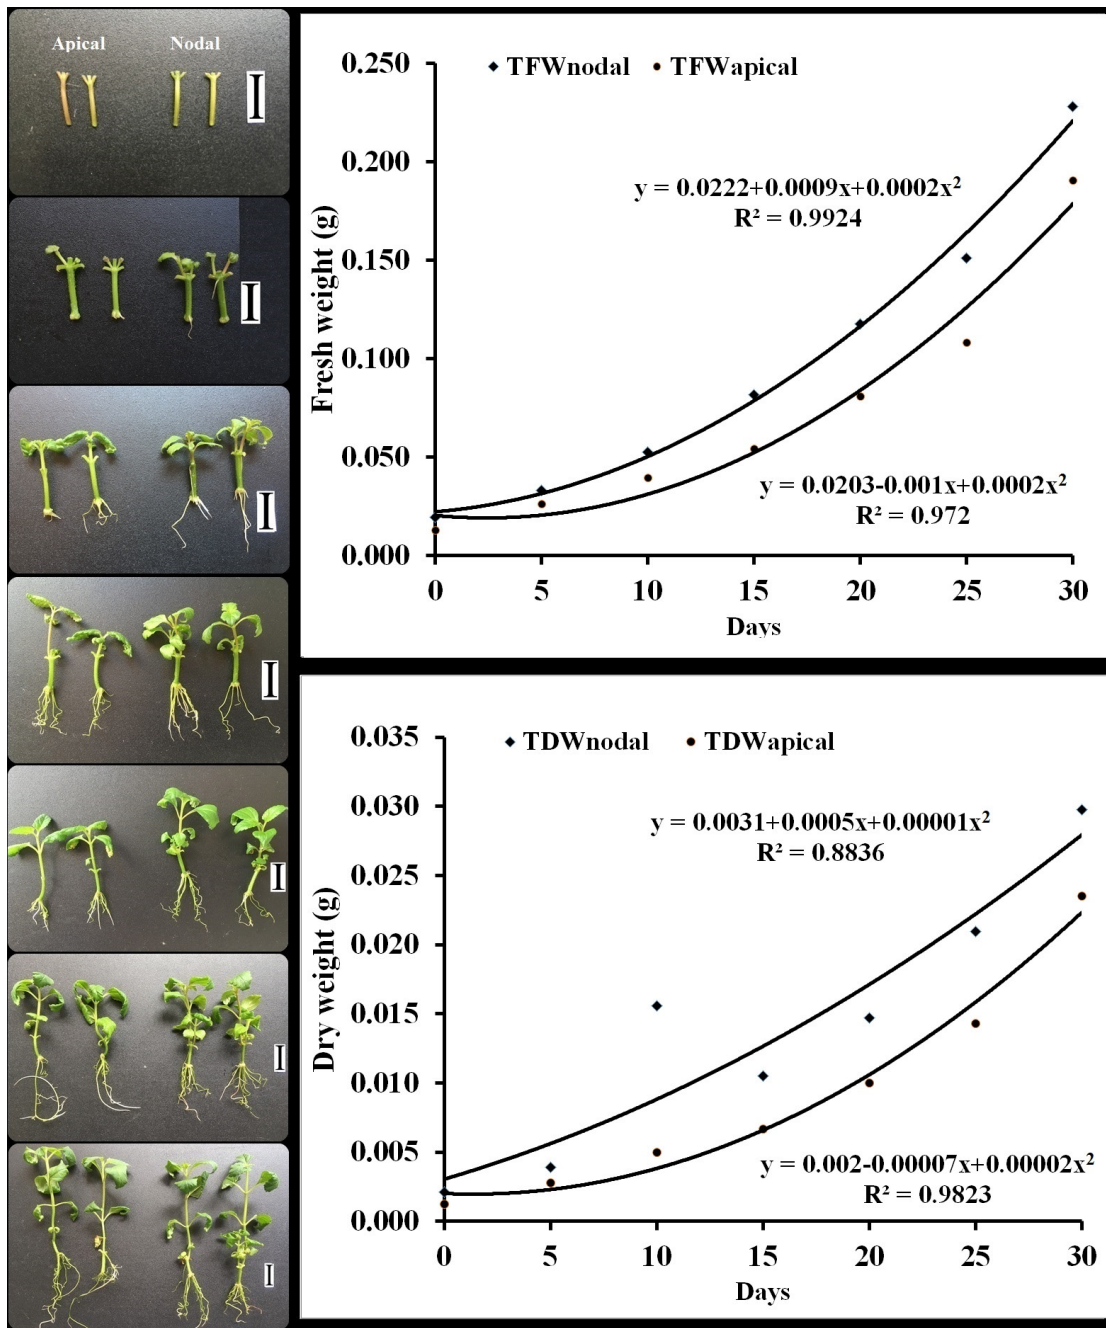 Apical Nodal
TFWnodal TFWapical
Fresh weight (g)
0.250
0.200
0.150
0.100
0.050
0.000
y = 0.0222+0.0009x+0.0002x²
R² = 0.9924
y = 0.0203-0.001x+0.0002x²
R² = 0.972
0 5 10 15 20 25 30
Days
TDWnodal TDWapical
Dry weight (g)
0.035
0.030
0.025
0.020
0.015
0.010
0.005
0.000
y = 0.0031+0.0005x+0.00001x²
R² = 0.8836
y = 0.002-0.00007x+0.00002x²
R² = 0.9823
0 5 10 15 20 25 30
Days